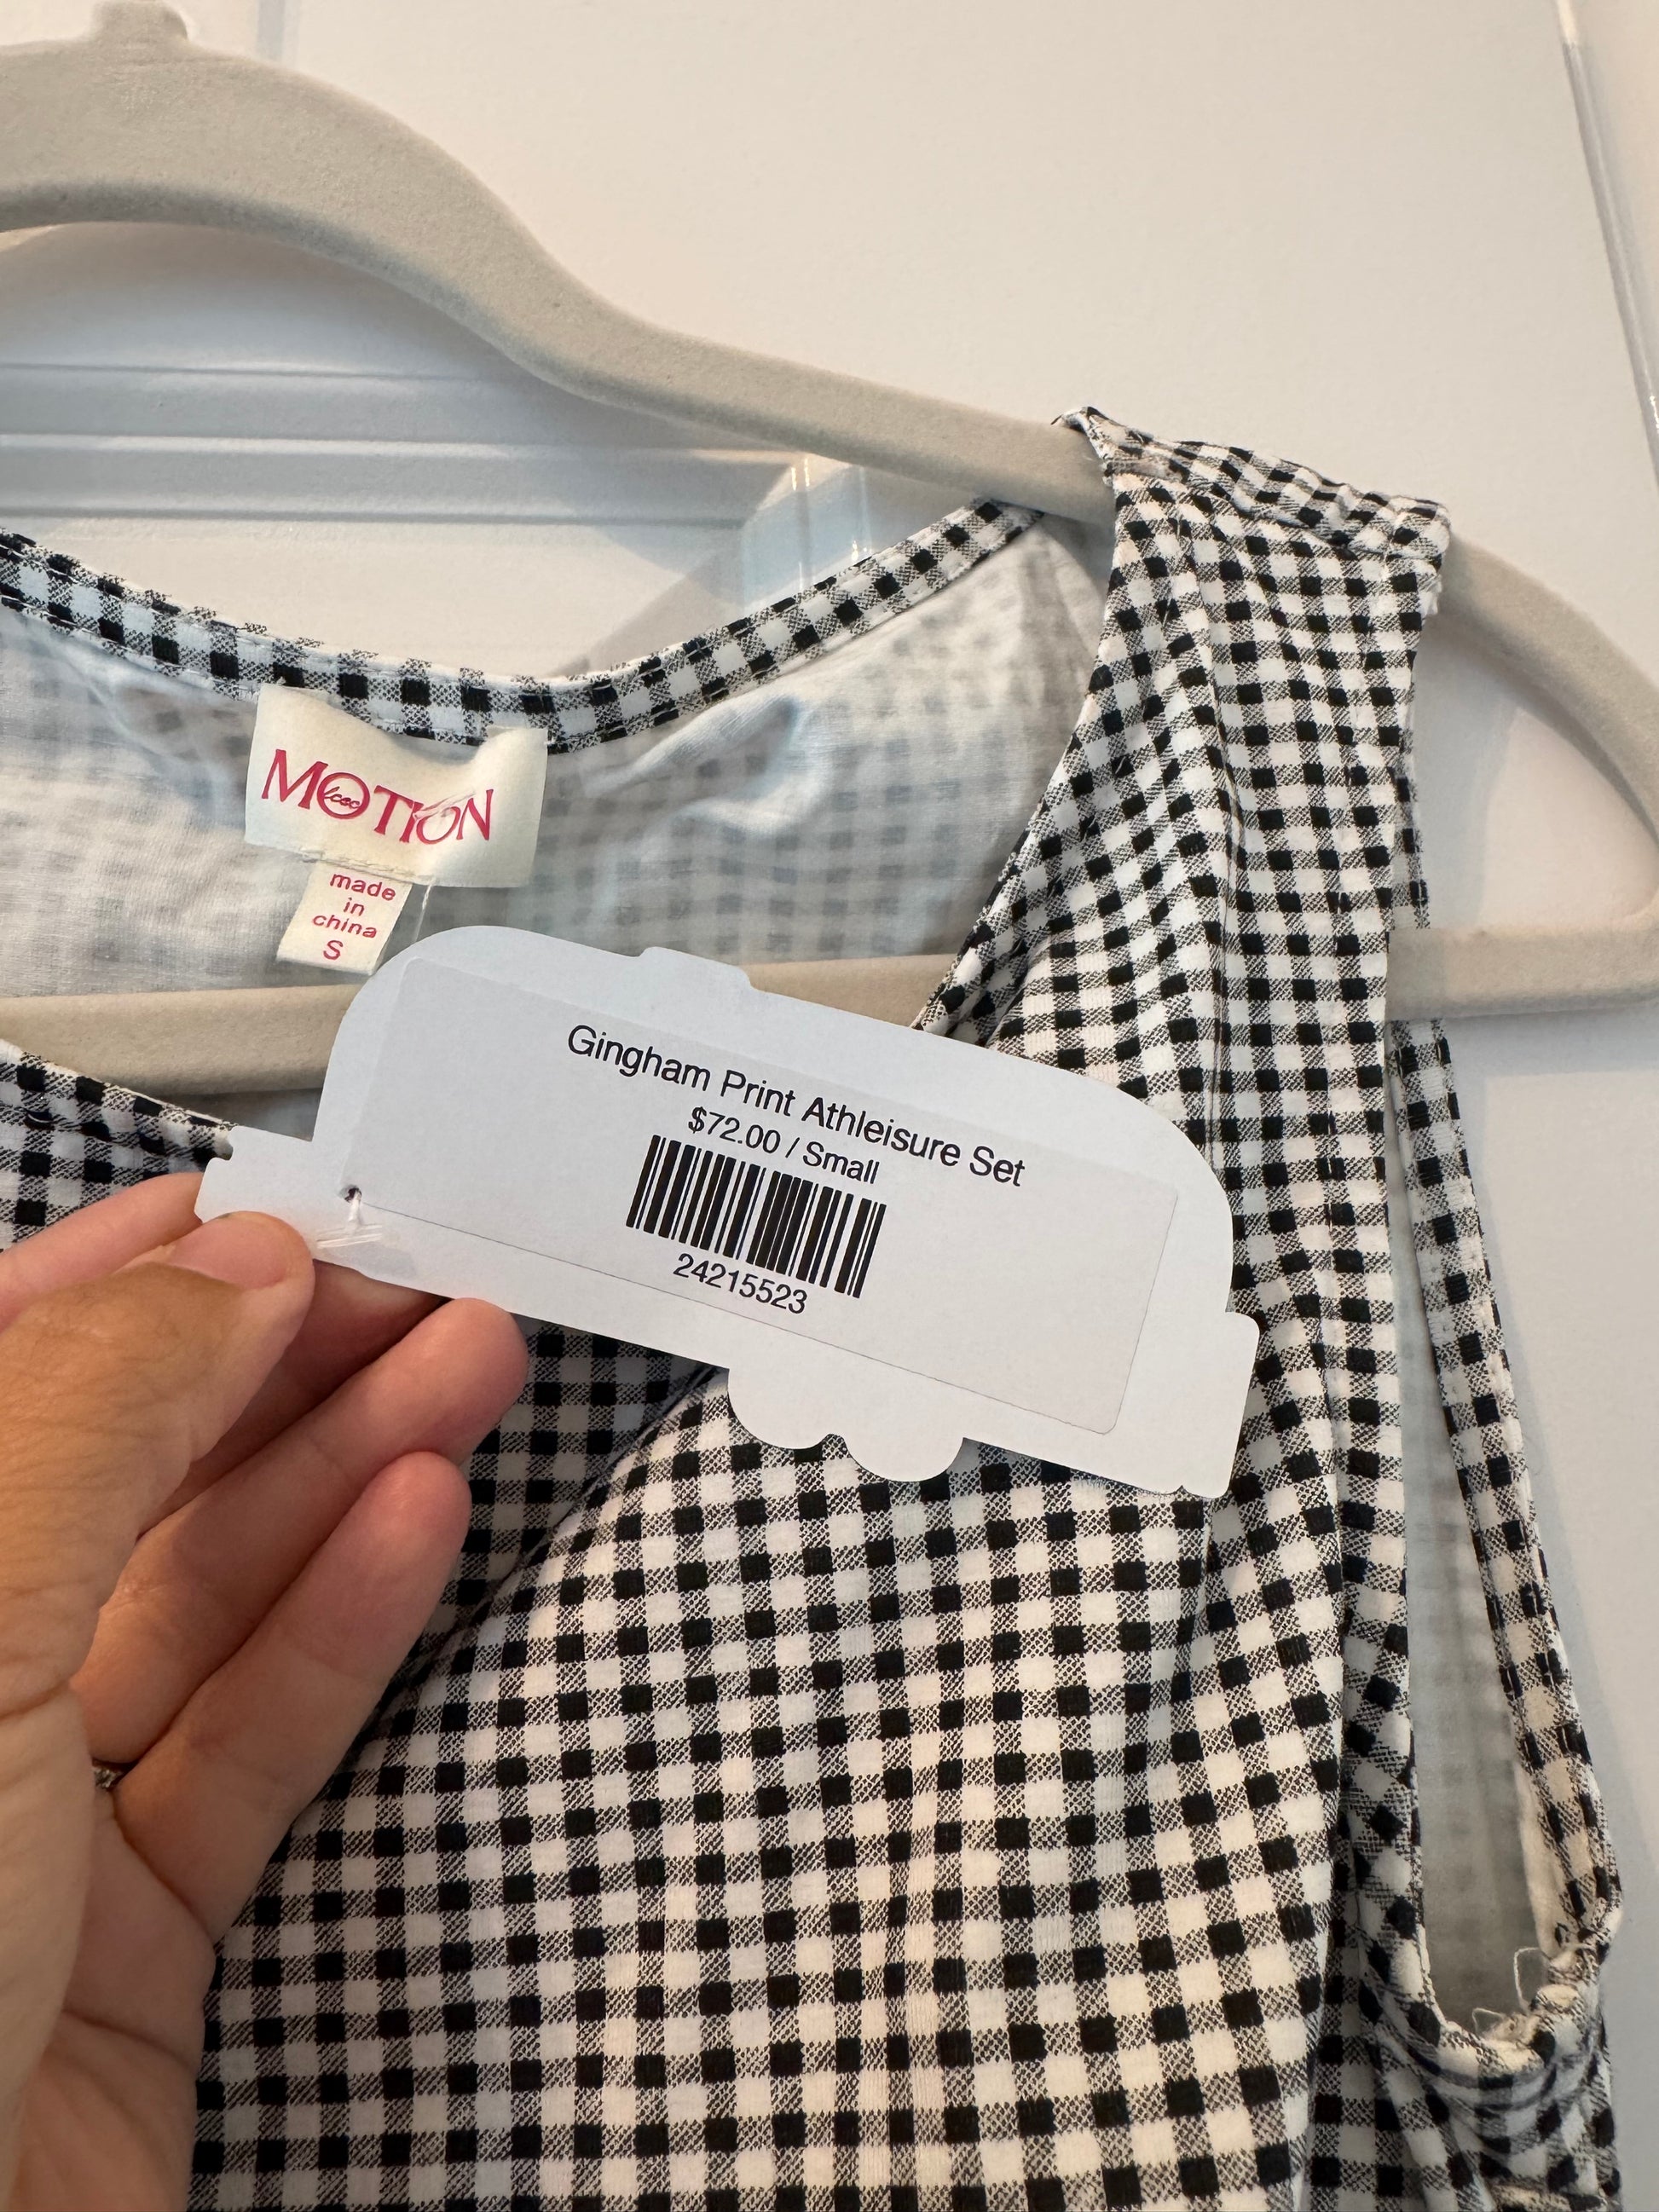 MOTION
made
in
china
S
Gingham Print Athleisure Set
$72.00 / Small
24215523